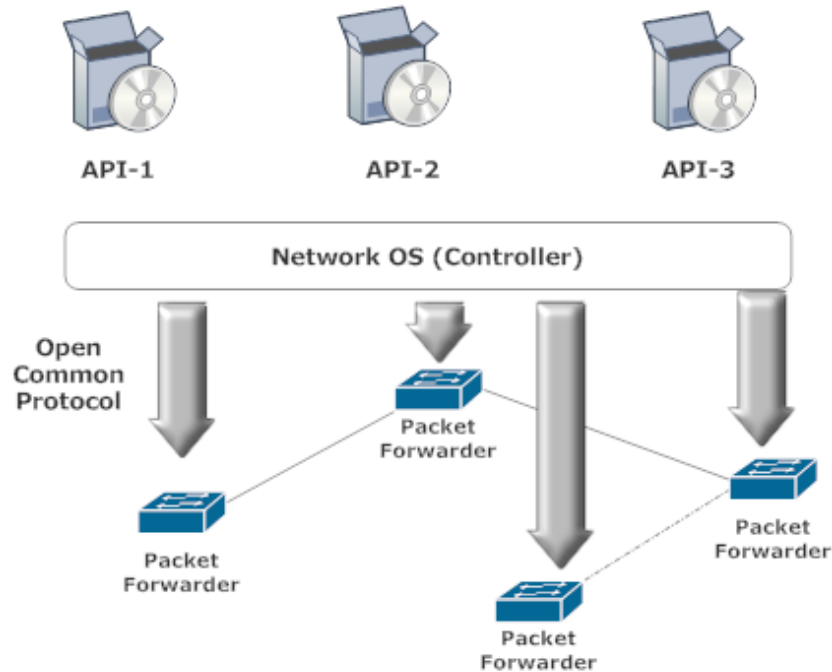 API-1
API-2
API-3
Network OS (Controller)
Open
Common
Protocol
Packet
Forwarder
Packet
Forwarder
Packet
Forwarder
Packet
Forwarder